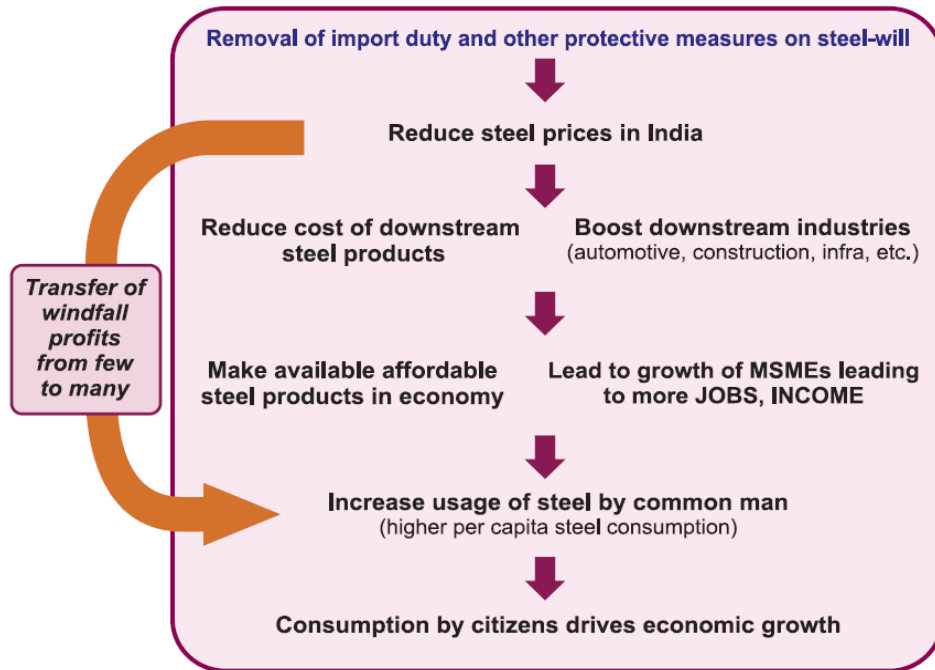 Removal of import duty and other protective measures on steel-will
Reduce steel prices in India
Reduce cost of downstream
steel products
Boost downstream industries
(automotive, construction, infra, etc.)
Transfer of
windfall
profits
from few
to many
Make available affordable
steel products in economy
Lead to growth of MSMEs leading
to more JOBS, INCOME
Increase usage of steel by common man
(higher per capita steel consumption)
Consumption by citizens drives economic growth